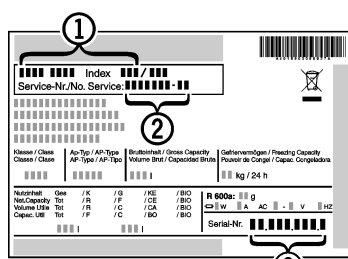 1
Index
/
Service-Nr./No. Service:
-
2
Klasse / Class
Classe / Clase
Ap-Typ / AP-Type
AP-Type / AP-Tipo
Bruttoinhalt / Gross Capacity
Volume Brut / Capacidad Bruta
Gefriervermögen / Freezing Capacity
Pouvoir de Congel / Capac. Congeladora
l
kg / 24 h
Nutzinhalt Gee / K / G / KE / BIO
Net.Capacity Tot / R / F / CE / BIO
Volume Utile Tot / R / C / CA / BIO
Capac. Util Tot / F / C / BO / BIO
l l
R 600a: g
W A AC - V HZ
Serial-Nr.